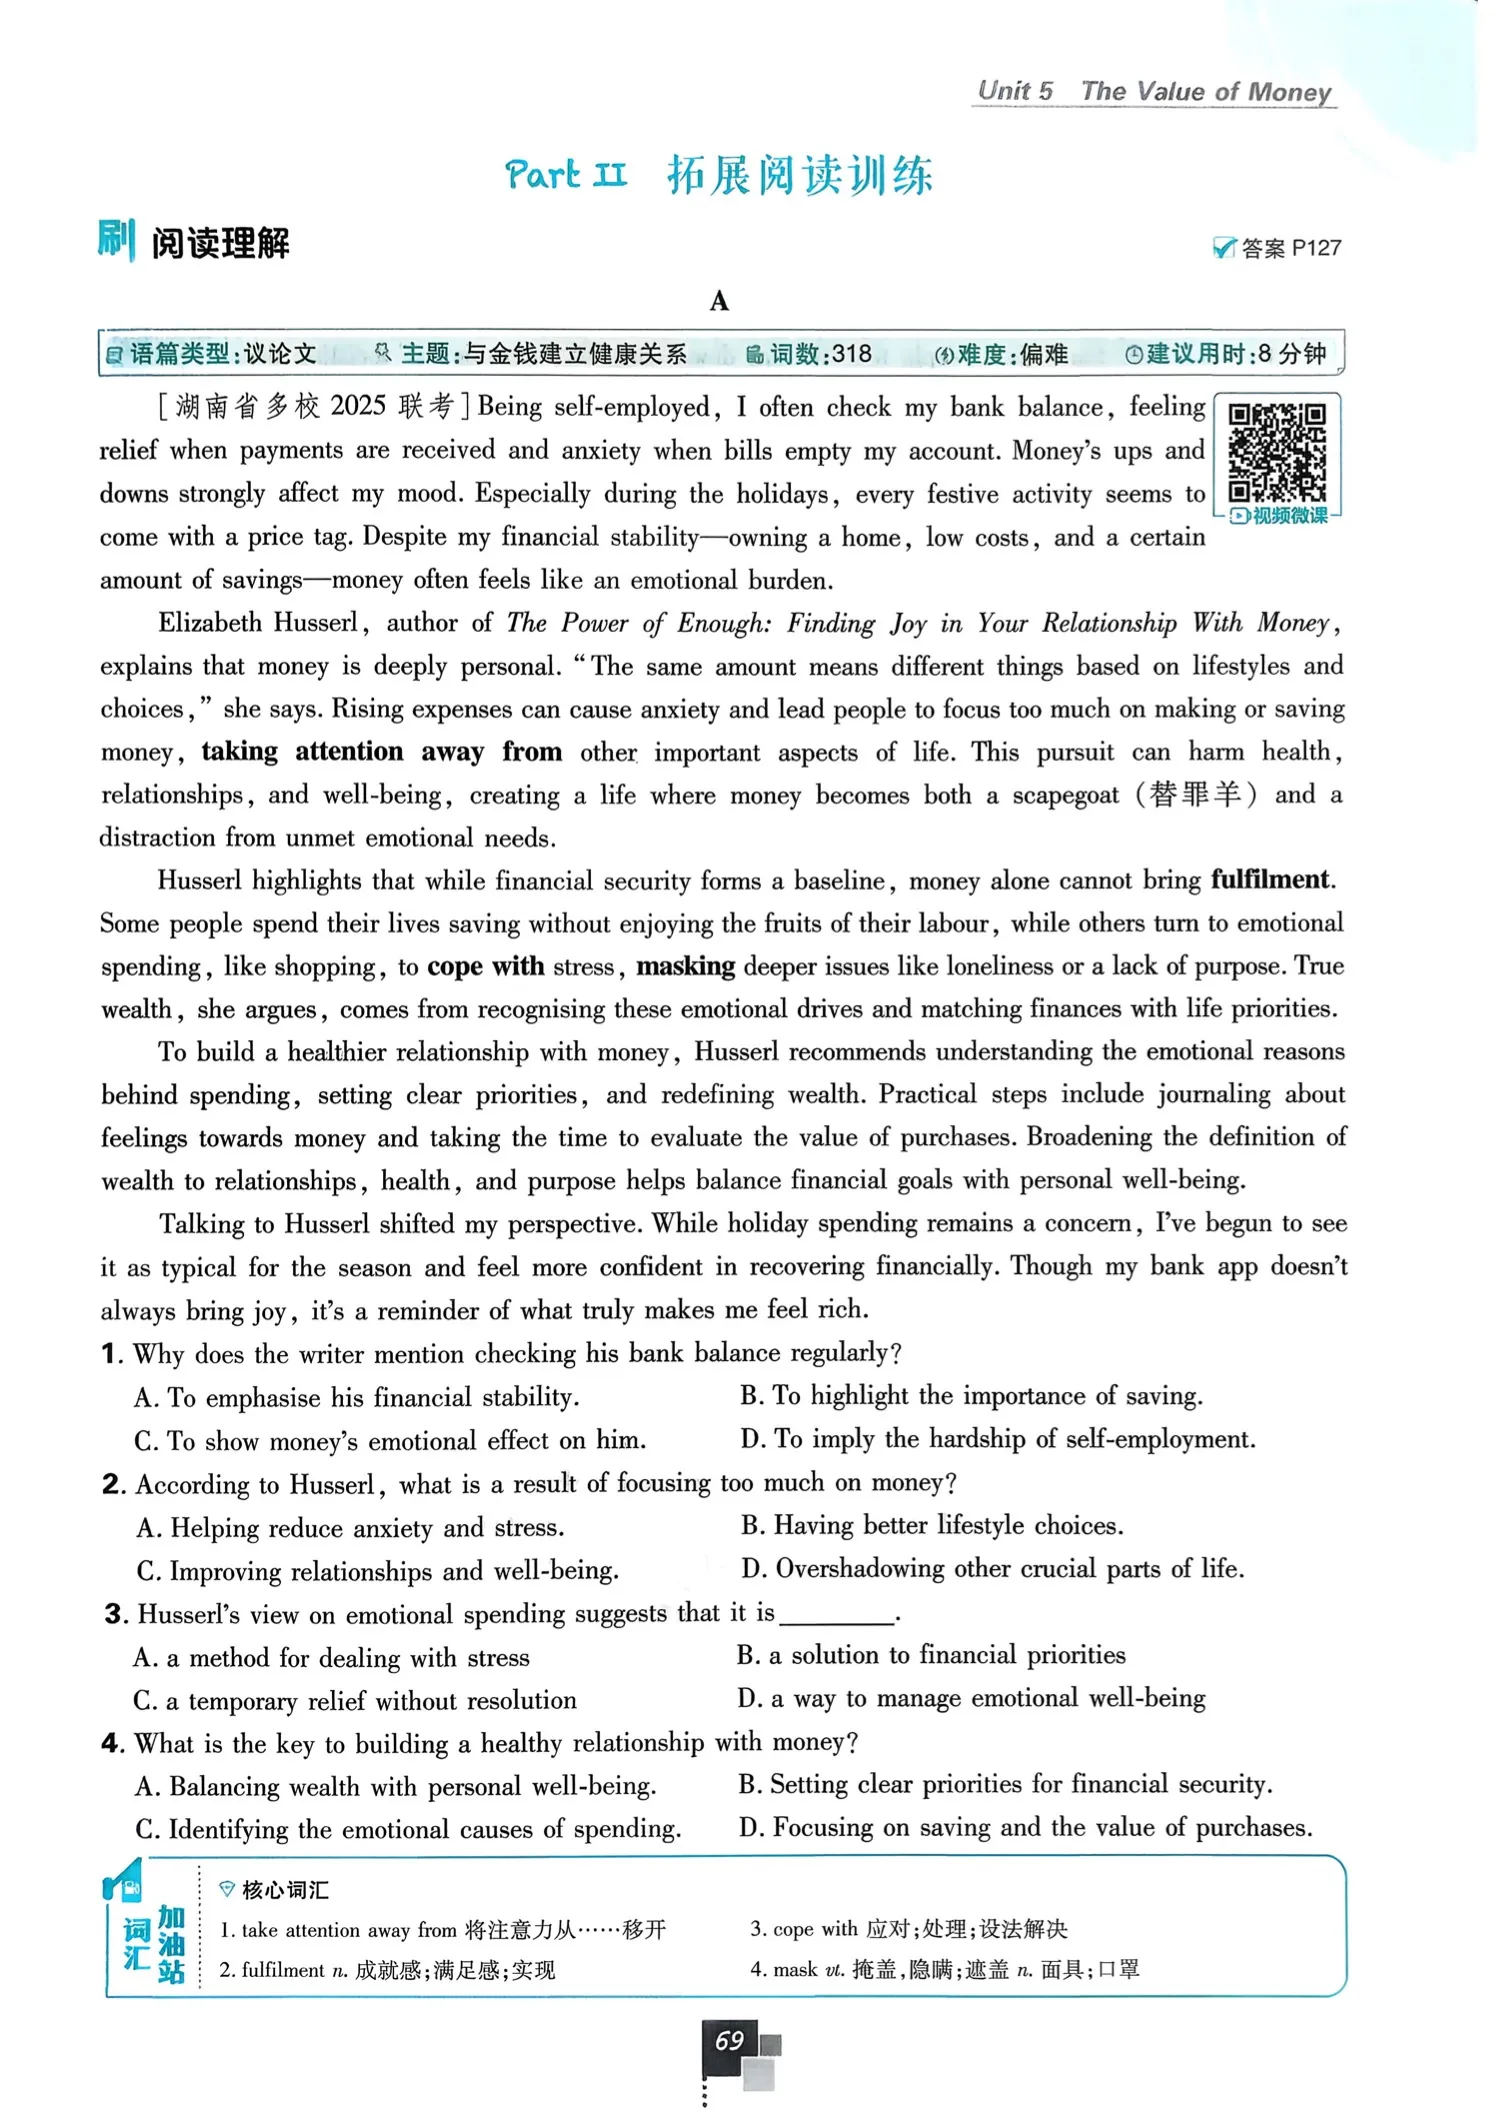 Unit 5 The Value of Money
Part II 拓展阅读训练
刷 阅读理解
答案 P127
A
语篇类型:议论文 主题:与金钱建立健康关系 词数:318 难度:偏难 建议用时:8 分钟
[湖南省多校 2025 联考]Being self-employed, I often check my bank balance, feeling
relief when payments are received and anxiety when bills empty my account. Money's ups and
downs strongly affect my mood. Especially during the holidays, every festive activity seems to
come with a price tag. Despite my financial stability—owning a home, low costs, and a certain
amount of savings—money often feels like an emotional burden.
视频微课
Elizabeth Husserl, author of The Power of Enough: Finding Joy in Your Relationship With Money,
explains that money is deeply personal. “The same amount means different things based on lifestyles and
choices,” she says. Rising expenses can cause anxiety and lead people to focus too much on making or saving
money, taking attention away from other important aspects of life. This pursuit can harm health,
relationships, and well-being, creating a life where money becomes both a scapegoat (替罪羊) and a
distraction from unmet emotional needs.
Husserl highlights that while financial security forms a baseline, money alone cannot bring fulfilment.
Some people spend their lives saving without enjoying the fruits of their labour, while others turn to emotional
spending, like shopping, to cope with stress, masking deeper issues like loneliness or a lack of purpose. True
wealth, she argues, comes from recognising these emotional drives and matching finances with life priorities.
To build a healthier relationship with money, Husserl recommends understanding the emotional reasons
behind spending, setting clear priorities, and redefining wealth. Practical steps include journaling about
feelings towards money and taking the time to evaluate the value of purchases. Broadening the definition of
wealth to relationships, health, and purpose helps balance financial goals with personal well-being.
Talking to Husserl shifted my perspective. While holiday spending remains a concern, I've begun to see
it as typical for the season and feel more confident in recovering financially. Though my bank app doesn't
always bring joy, it's a reminder of what truly makes me feel rich.
1. Why does the writer mention checking his bank balance regularly?
A. To emphasise his financial stability. B. To highlight the importance of saving.
C. To show money's emotional effect on him. D. To imply the hardship of self-employment.
2. According to Husserl, what is a result of focusing too much on money?
A. Helping reduce anxiety and stress. B. Having better lifestyle choices.
C. Improving relationships and well-being. D. Overshadowing other crucial parts of life.
3. Husserl's view on emotional spending suggests that it is ________.
A. a method for dealing with stress B. a solution to financial priorities
C. a temporary relief without resolution D. a way to manage emotional well-being
4. What is the key to building a healthy relationship with money?
A. Balancing wealth with personal well-being. B. Setting clear priorities for financial security.
C. Identifying the emotional causes of spending. D. Focusing on saving and the value of purchases.
词汇加油站
核心词汇
1. take attention away from 将注意力从……移开 3. cope with 应对;处理;设法解决
2. fulfilment n. 成就感;满足感;实现 4. mask vt. 掩盖,隐瞒;遮盖 n. 面具;口罩
69